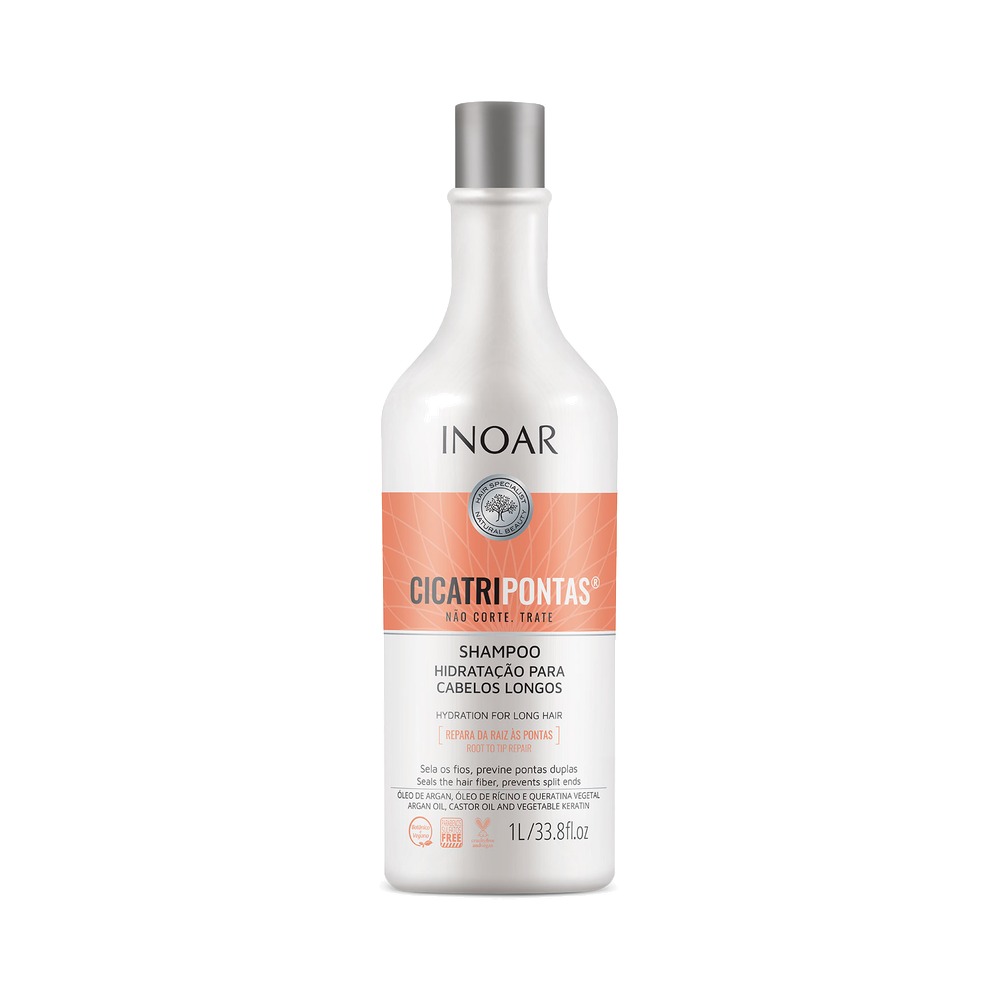 INOAR
HAIR SPECIALIST
NATURAL BEAUTY
CICATRIPONTAS®
NÃO CORTE. TRATE
SHAMPOO
HIDRATAÇÃO PARA
CABELOS LONGOS
HYDRATION FOR LONG HAIR
[REPARA DA RAIZ ÀS PONTAS]
ROOT TO TIP REPAIR
Sela os fios, previne pontas duplas
Seals the hair fiber, prevents split ends
ÓLEO DE ARGAN, ÓLEO DE RÍCINO E QUERATINA VEGETAL
ARGAN OIL, CASTOR OIL AND VEGETABLE KERATIN
FREE
1L/33.8fl.oz